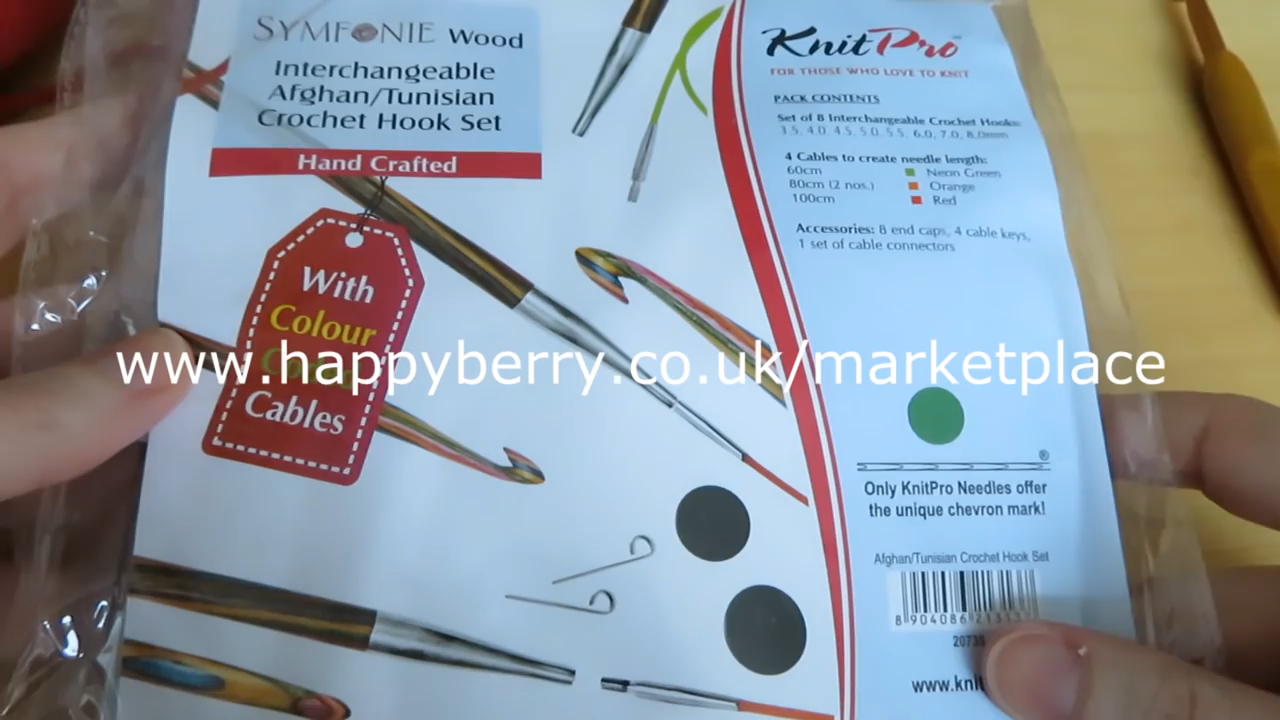 SYMFONIE Wood
Interchangeable
Afghan/Tunisian
Crochet Hook Set
Hand Crafted
With
Colour
Coded
Cables
KnitPro™
FOR THOSE WHO LOVE TO KNIT
PACK CONTENTS
Set of 8 Interchangeable Crochet Hooks:
3.5, 4.0, 4.5, 5.0, 5.5, 6.0, 7.0, 8.0mm
4 Cables to create needle length:
60cm Neon Green
80cm (2 nos.) Orange
100cm Red
Accessories: 8 end caps, 4 cable keys,
1 set of cable connectors
www.happyberry.co.uk/marketplace
®
Only KnitPro Needles offer
the unique chevron mark!
Afghan/Tunisian Crochet Hook Set
8 904086
www.knit